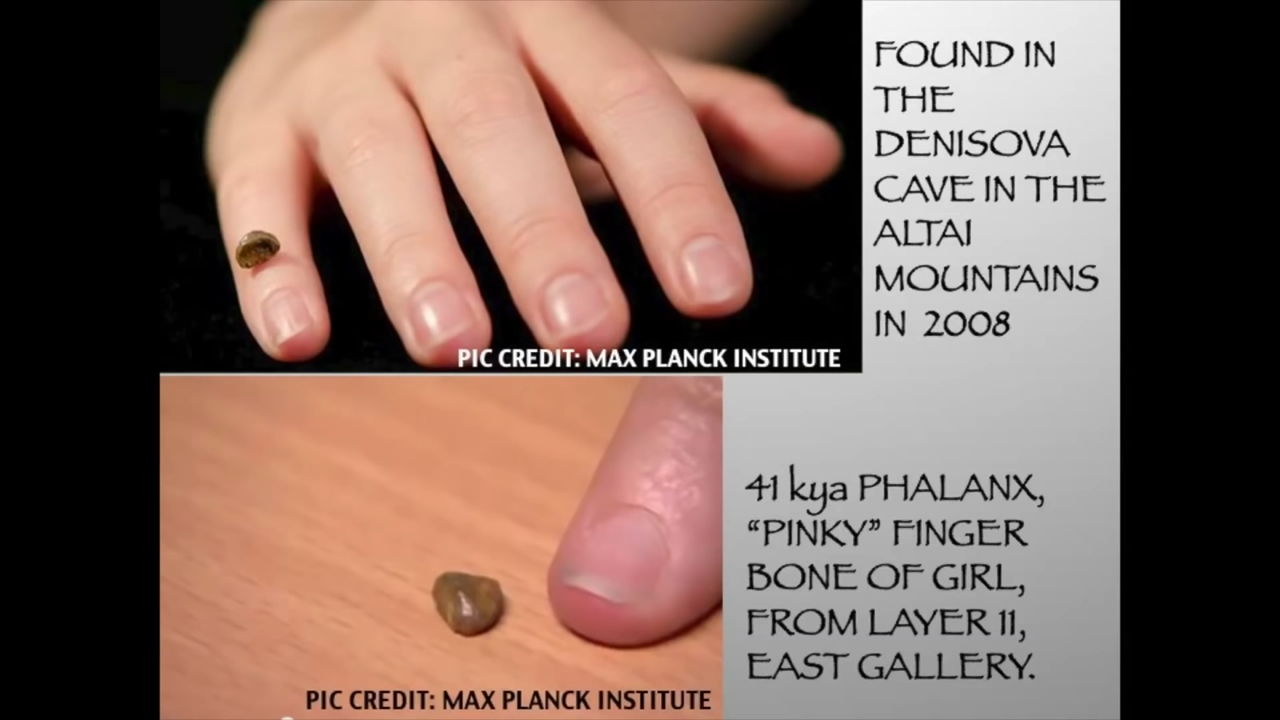 FOUND IN
THE
DENISOVA
CAVE IN THE
ALTAI
MOUNTAINS
IN 2008
PIC CREDIT: MAX PLANCK INSTITUTE
41 kya PHALANX,
“PINKY” FINGER
BONE OF GIRL,
FROM LAYER 11,
EAST GALLERY.
PIC CREDIT: MAX PLANCK INSTITUTE